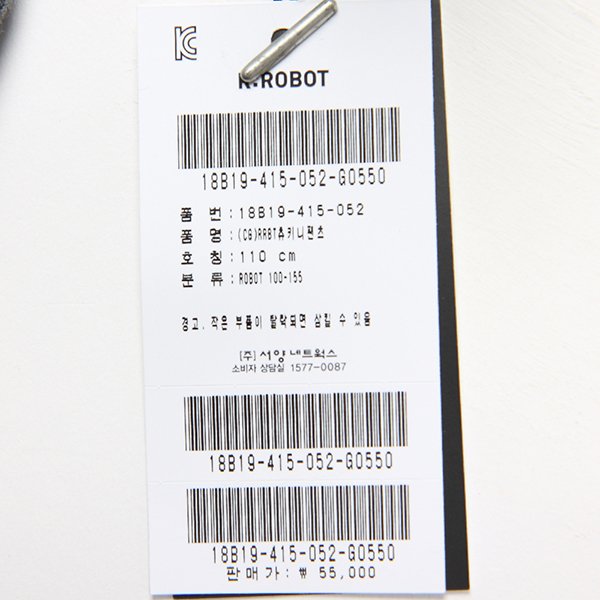 KC
K·ROBOT
18B19-415-052-G0550
품 번 : 18B19-415-052
품 명 : (CG)RRBT츄키니팬츠
호 칭 : 110 cm
분 류 : ROBOT 100-155
경고. 작은 부품이 탈락되면 삼킬 수 있음
[주] 서양네트웍스
소비자 상담실 1577-0087
18B19-415-052-G0550
18B19-415-052-G0550
판매가 : ₩ 55,000